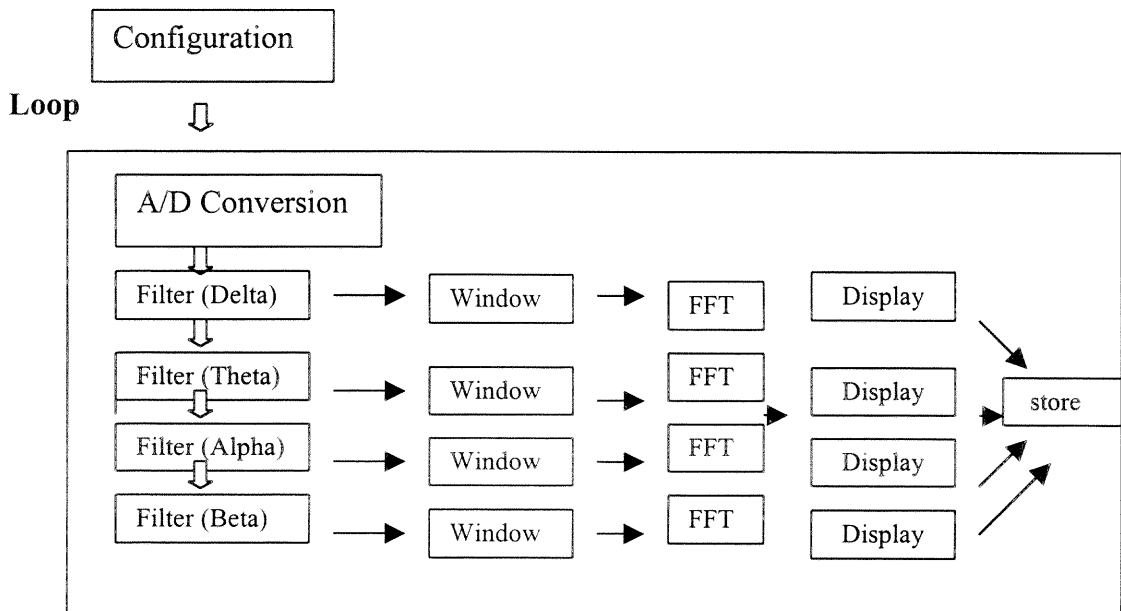 Configuration
Loop
A/D Conversion
Filter (Delta)
Window
FFT
Display
Filter (Theta)
Window
FFT
Display
store
Filter (Alpha)
Window
FFT
Display
Filter (Beta)
Window
FFT
Display